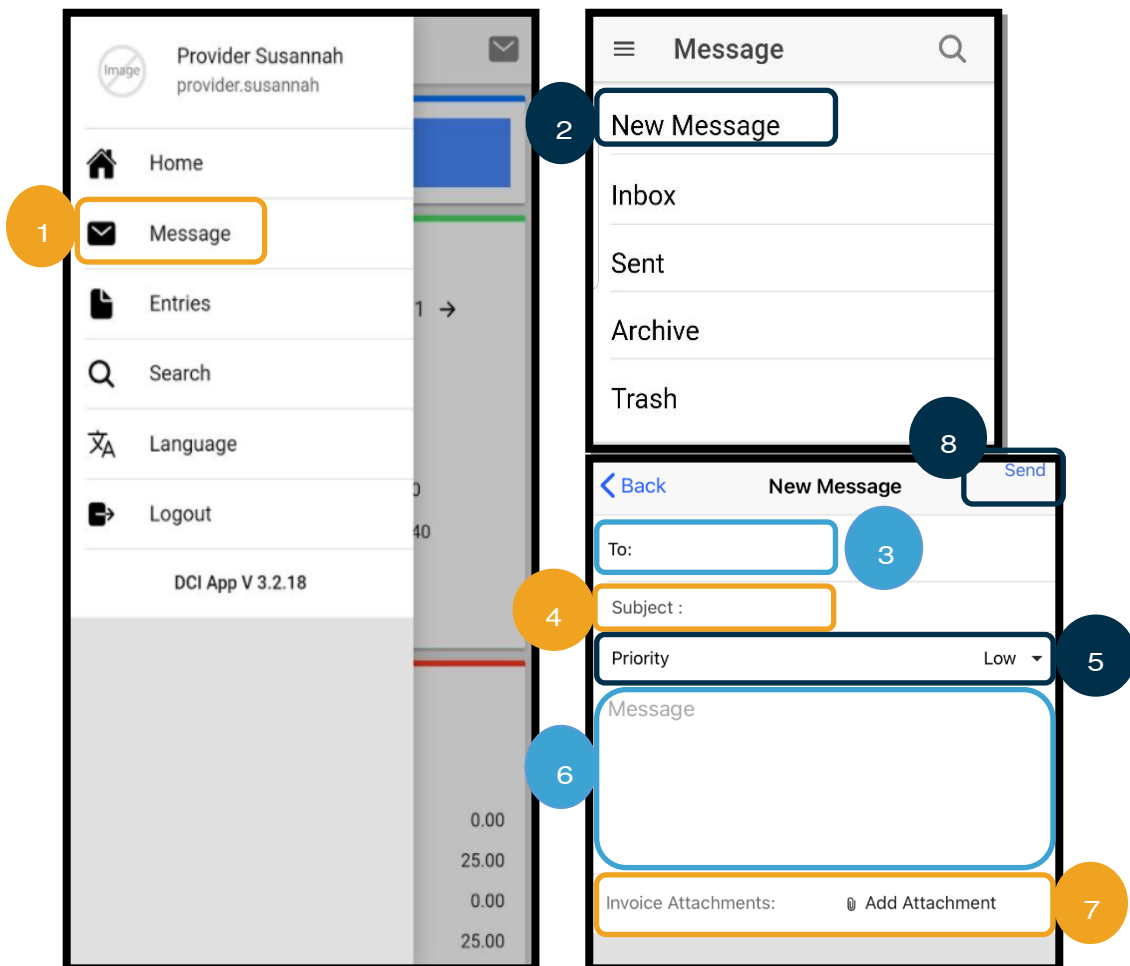 Image
Provider Susannah
provider.susannah
Home
1
Message
Entries
Search
Language
Logout
DCI App V 3.2.18
1 →
0
40
0.00
25.00
0.00
25.00
Message
2
New Message
Inbox
Sent
Archive
Trash
8
Back
New Message
Send
To:
3
4
Subject :
Priority
Low
5
Message
6
Invoice Attachments:
Add Attachment
7